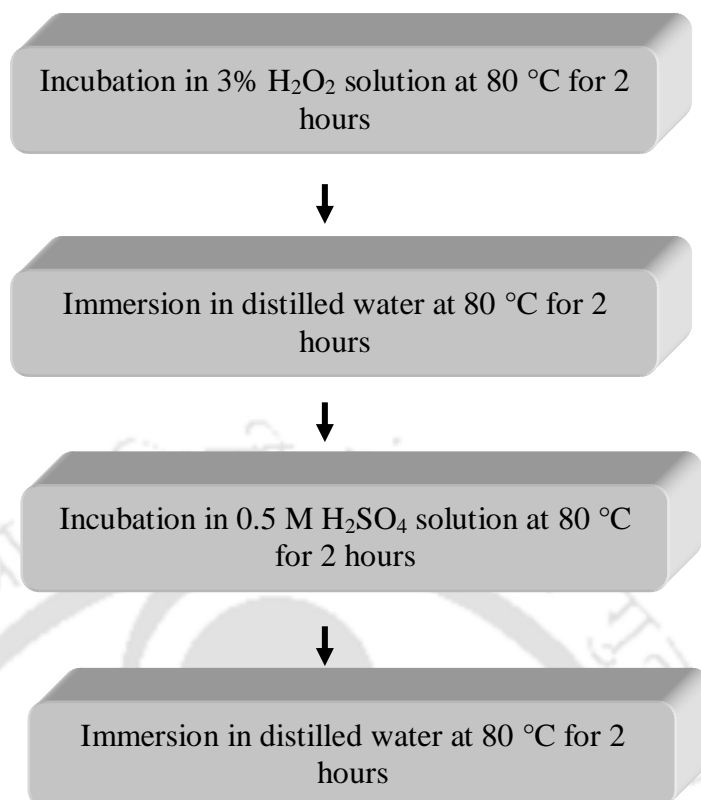 Incubation in 3% H₂O₂ solution at 80 °C for 2
hours
Immersion in distilled water at 80 °C for 2
hours
Incubation in 0.5 M H₂SO₄ solution at 80 °C
for 2 hours
Immersion in distilled water at 80 °C for 2
hours